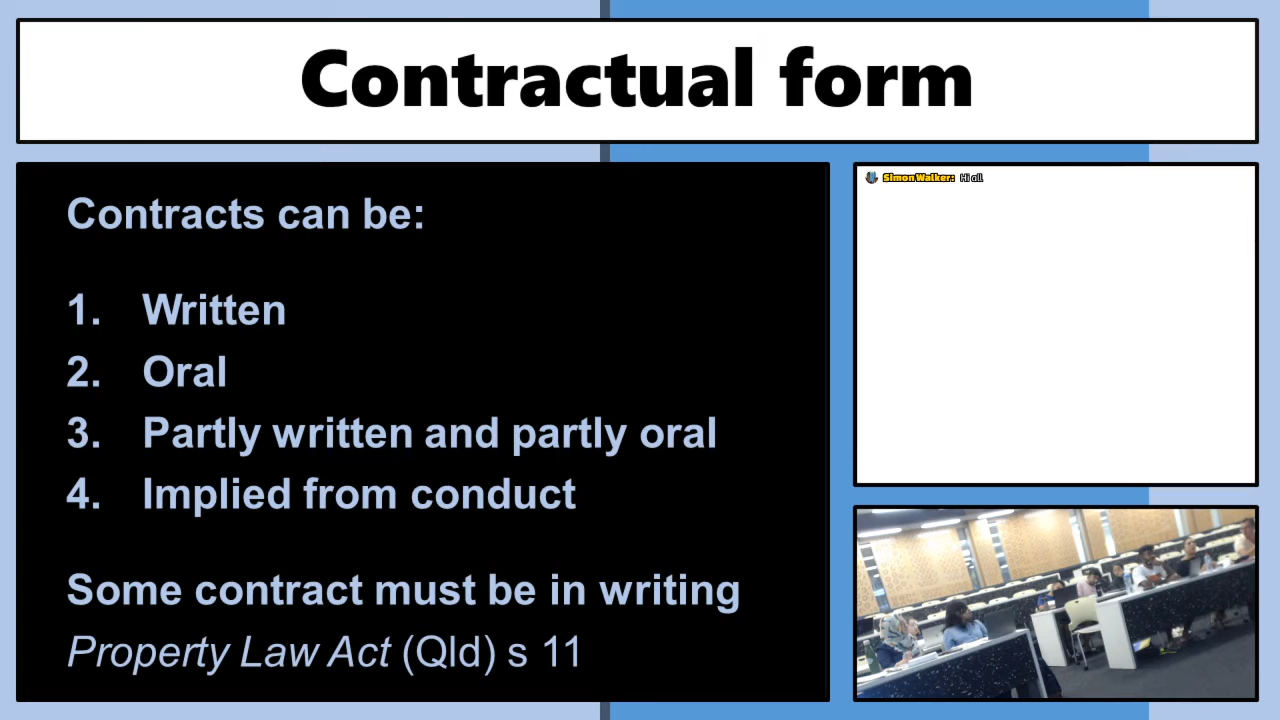 Contractual form
Contracts can be:
1. Written
2. Oral
3. Partly written and partly oral
4. Implied from conduct
Some contract must be in writing
Property Law Act (Qld) s 11
Simon Walker: Hi all